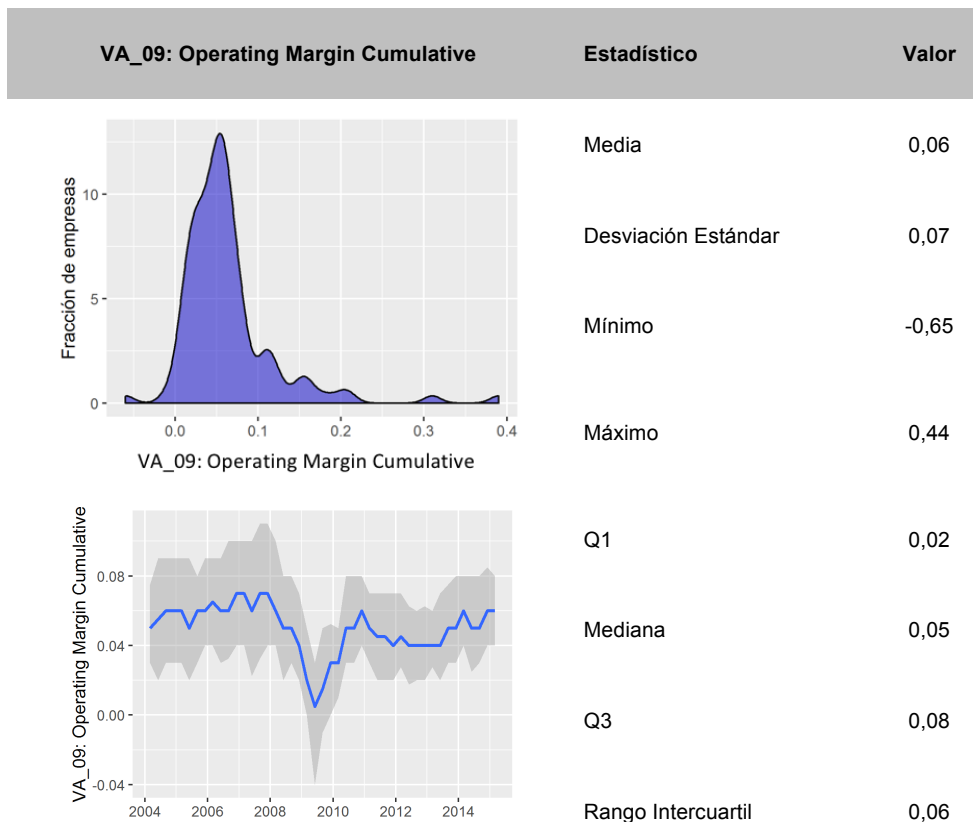 VA_09: Operating Margin Cumulative Estadístico Valor
Fracción de empresas
10
5
0
0.0 0.1 0.2 0.3 0.4
VA_09: Operating Margin Cumulative
VA_09: Operating Margin Cumulative
0.08
0.04
0.00
-0.04
2004 2006 2008 2010 2012 2014
Media 0,06
Desviación Estándar 0,07
Mínimo -0,65
Máximo 0,44
Q1 0,02
Mediana 0,05
Q3 0,08
Rango Intercuartil 0,06